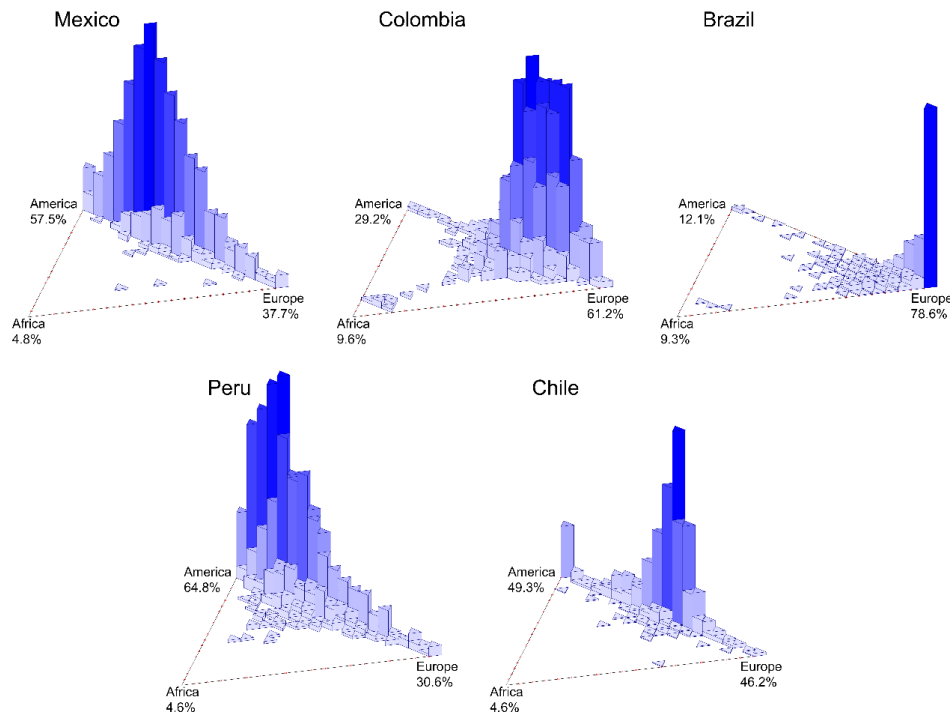 Mexico
America
57.5%
Europe
37.7%
Africa
4.8%
Colombia
America
29.2%
Europe
61.2%
Africa
9.6%
Brazil
America
12.1%
Europe
78.6%
Africa
9.3%
Peru
America
64.8%
Europe
30.6%
Africa
4.6%
Chile
America
49.3%
Europe
46.2%
Africa
4.6%